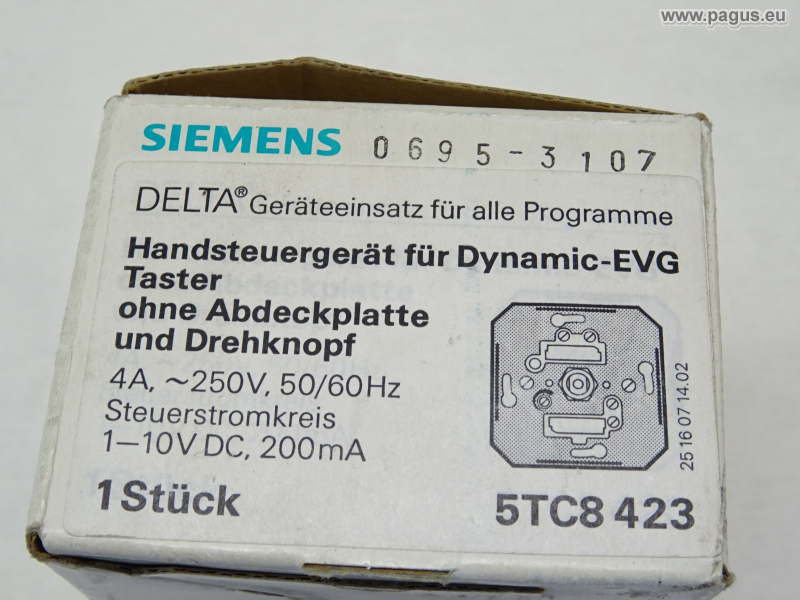 www.pagus.eu
SIEMENS 0695-3107
DELTA® Geräteeinsatz für alle Programme
Handsteuergerät für Dynamic-EVG
Taster
ohne Abdeckplatte
und Drehknopf
4A, ~250V, 50/60Hz
Steuerstromkreis
1—10V DC, 200mA
1 Stück
5TC8 423
25 16 07 14.02